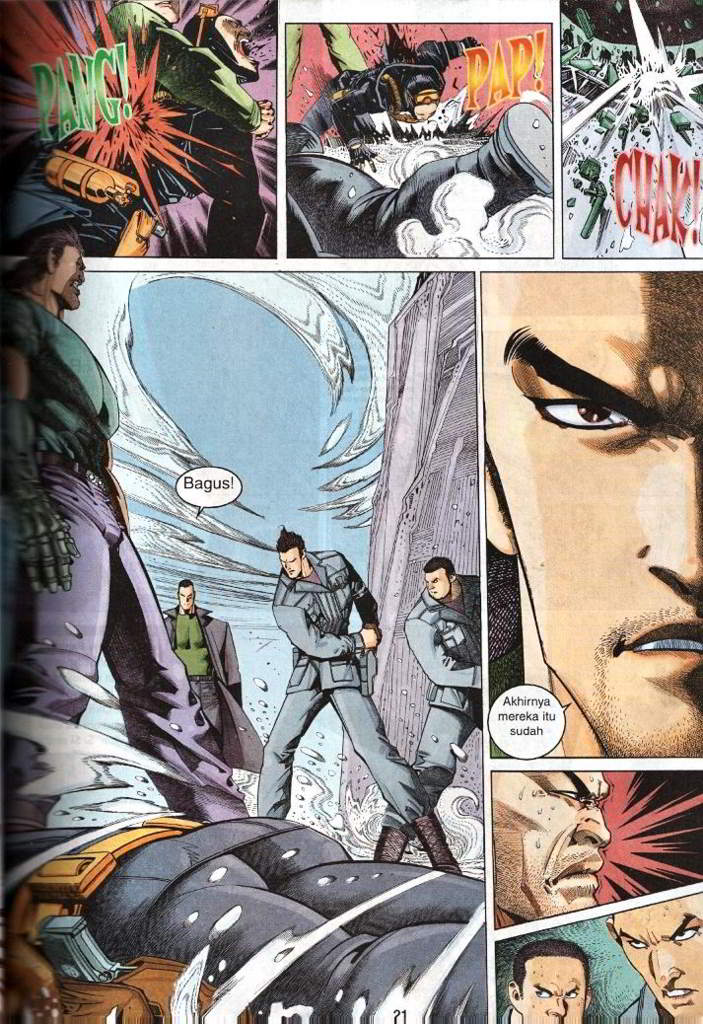 PANG!
PAP!
CHAK!
Bagus!
Akhirnya
mereka itu
sudah
21